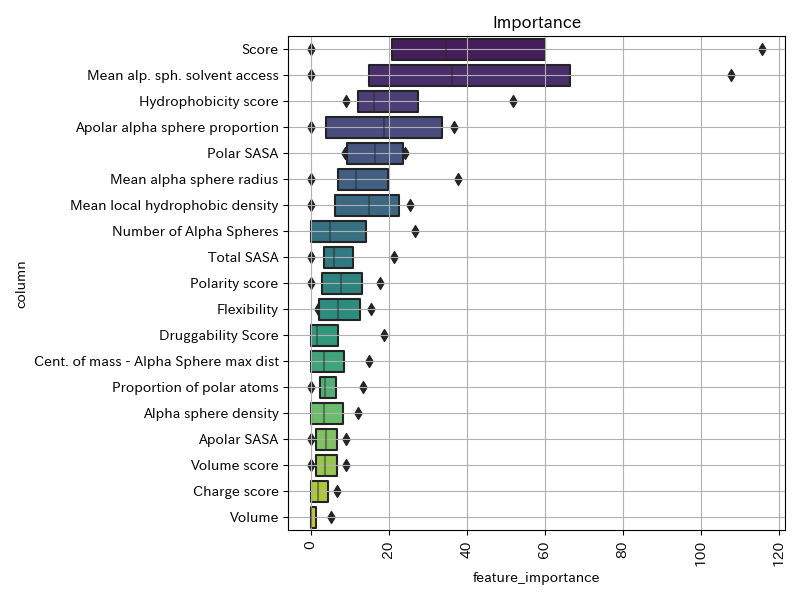 Importance
Score
Mean alp. sph. solvent access
Hydrophobicity score
Apolar alpha sphere proportion
Polar SASA
Mean alpha sphere radius
Mean local hydrophobic density
Number of Alpha Spheres
Total SASA
Polarity score
Flexibility
Druggability Score
Cent. of mass - Alpha Sphere max dist
Proportion of polar atoms
Alpha sphere density
Apolar SASA
Volume score
Charge score
Volume
column
0 20 40 60 80 100 120
feature_importance